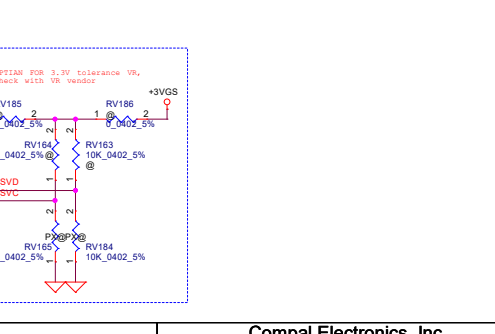 PTIAN FOR 3.3V tolerance VR,
heck with VR vendor
+3VGS
V185
RV186
2
1
2
@
_0402_5%
0_0402_5%
2
2
RV164
RV163
_0402_5%
@
10K_0402_5%
@
1
1
SVD
SVC
2
2
PX@
PX@
RV165
RV184
_0402_5%
10K_0402_5%
1
1
Compal Electronics, Inc.